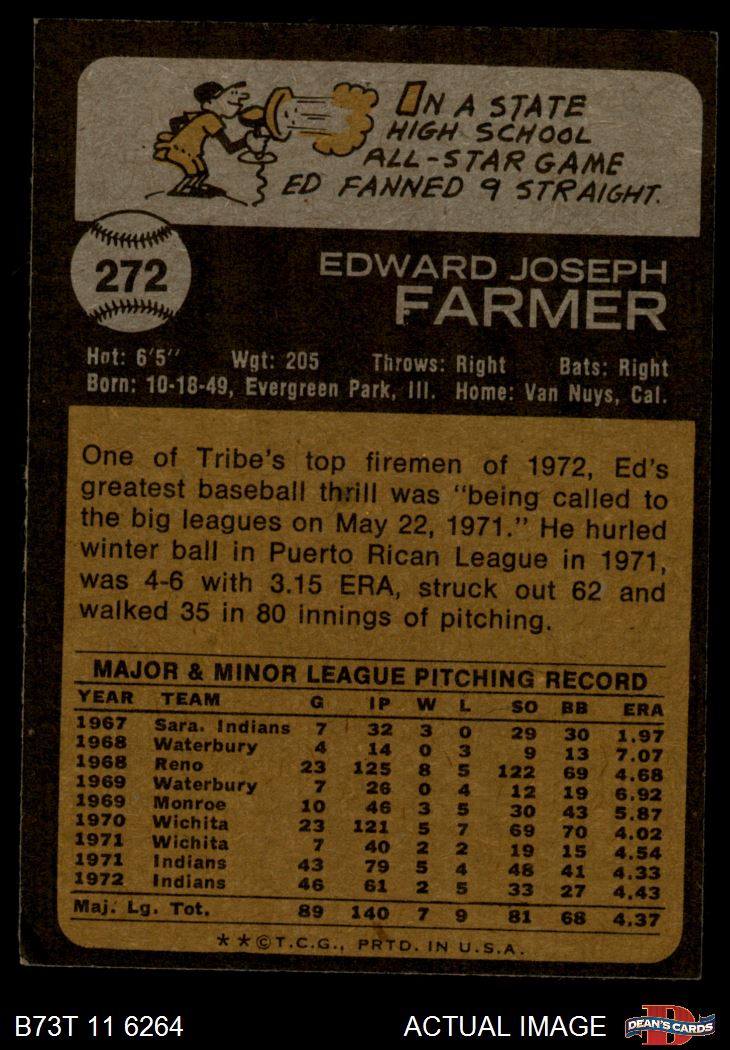 ON A STATE
HIGH SCHOOL
ALL-STAR GAME
ED FANNED 9 STRAIGHT.
272
EDWARD JOSEPH
FARMER
Hgt: 6'5" Wgt: 205 Throws: Right Bats: Right
Born: 10-18-49, Evergreen Park, Ill. Home: Van Nuys, Cal.
One of Tribe's top firemen of 1972, Ed's
greatest baseball thrill was "being called to
the big leagues on May 22, 1971." He hurled
winter ball in Puerto Rican League in 1971,
was 4-6 with 3.15 ERA, struck out 62 and
walked 35 in 80 innings of pitching.
MAJOR & MINOR LEAGUE PITCHING RECORD
YEAR TEAM G IP W L SO BB ERA
1967 Sara. Indians 7 32 3 0 29 30 1.97
1968 Waterbury 4 14 0 3 9 13 7.07
1968 Reno 23 125 8 5 122 69 4.68
1969 Waterbury 7 26 0 4 12 19 6.92
1969 Monroe 10 46 3 5 30 43 5.87
1970 Wichita 23 121 5 7 69 70 4.02
1971 Wichita 7 40 2 2 19 15 4.54
1971 Indians 43 79 5 4 48 41 4.33
1972 Indians 46 61 2 5 33 27 4.43
Maj. Lg. Tot. 89 140 7 9 81 68 4.37
* * © T.C.G., PRTD. IN U.S.A.
B73T 11 6264 ACTUAL IMAGE D DEAN'S CARDS